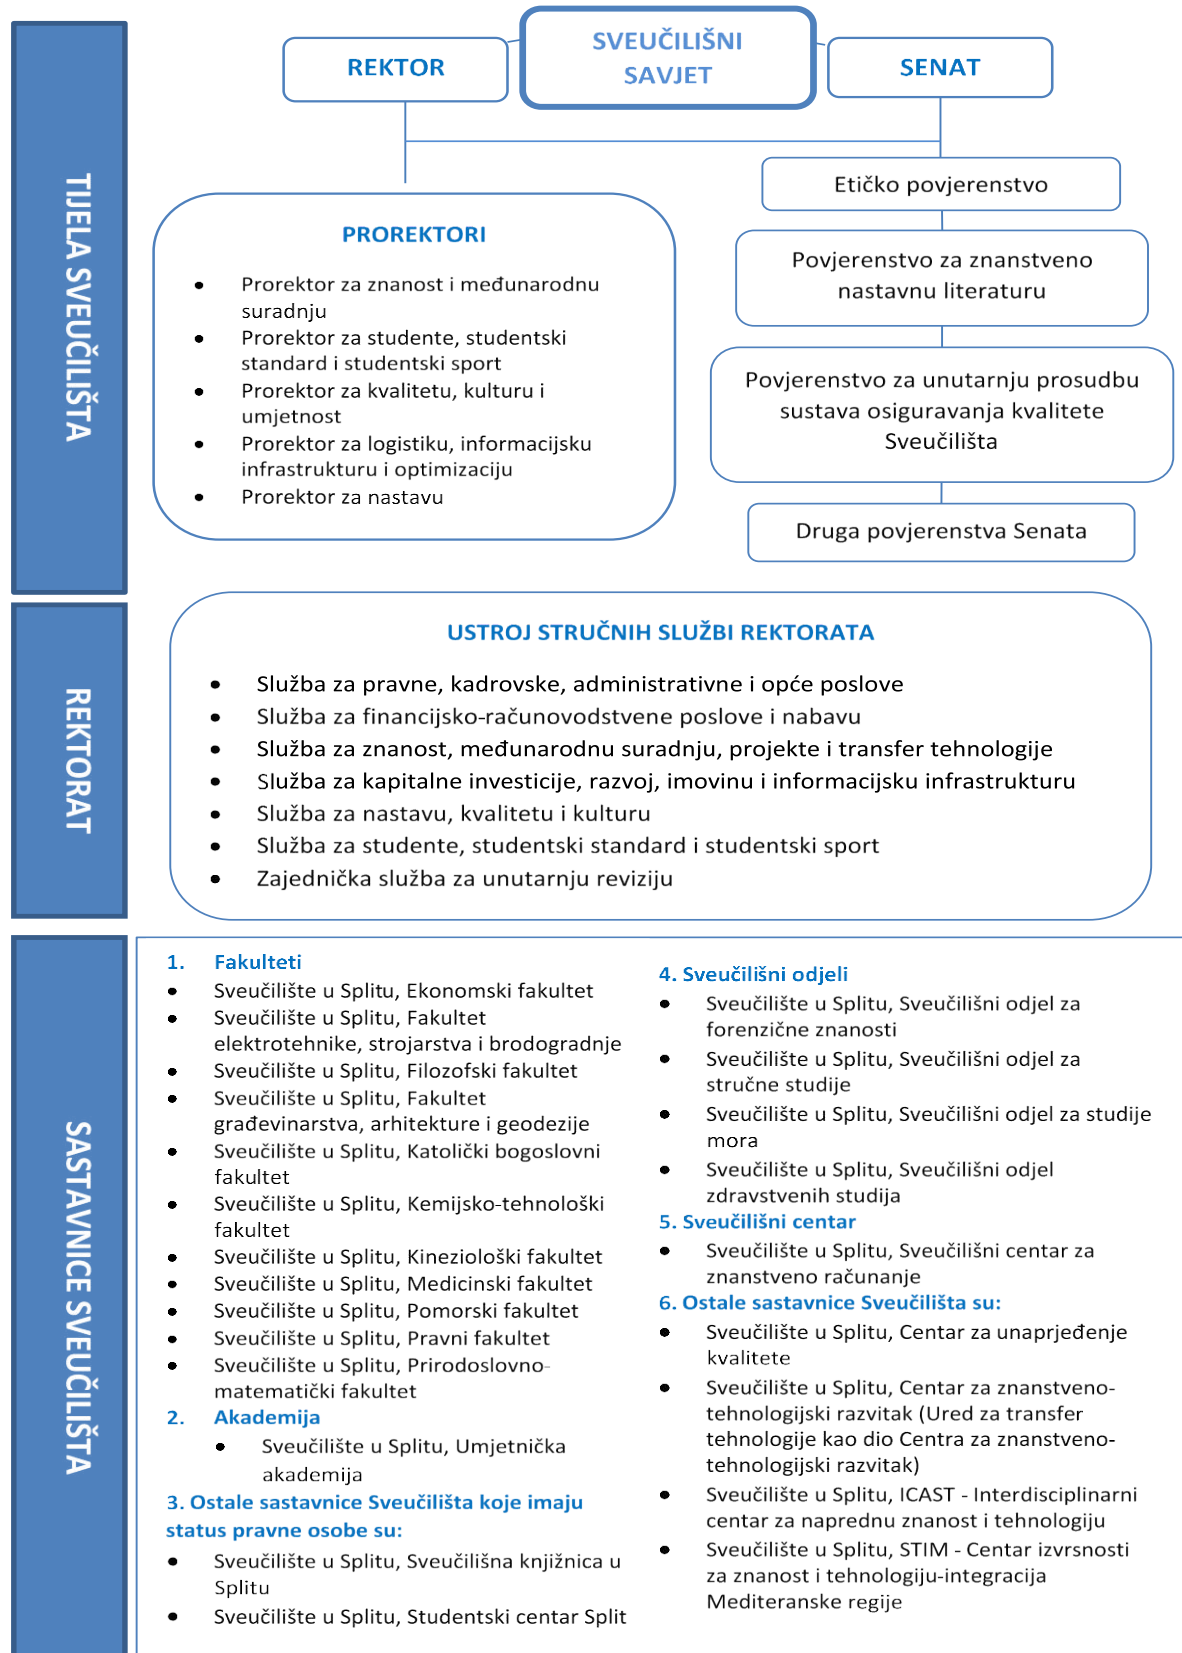 TIJELA SVEUČILIŠTA
REKTOR
SVEUČILIŠNI
SAVJET
SENAT
PROREKTORI
• Prorektor za znanost i međunarodnu
suradnju
• Prorektor za studente, studentski
standard i studentski sport
• Prorektor za kvalitetu, kulturu i
umjetnost
• Prorektor za logistiku, informacijsku
infrastrukturu i optimizaciju
• Prorektor za nastavu
Etičko povjerenstvo
Povjerenstvo za znanstveno
nastavnu literaturu
Povjerenstvo za unutarnju prosudbu
sustava osiguravanja kvalitete
Sveučilišta
Druga povjerenstva Senata
REKTORAT
USTROJ STRUČNIH SLUŽBI REKTORATA
• Služba za pravne, kadrovske, administrativne i opće poslove
• Služba za financijsko-računovodstvene poslove i nabavu
• Služba za znanost, međunarodnu suradnju, projekte i transfer tehnologije
• Služba za kapitalne investicije, razvoj, imovinu i informacijsku infrastrukturu
• Služba za nastavu, kvalitetu i kulturu
• Služba za studente, studentski standard i studentski sport
• Zajednička služba za unutarnju reviziju
SASTAVNICE SVEUČILIŠTA
1. Fakulteti
• Sveučilište u Splitu, Ekonomski fakultet
• Sveučilište u Splitu, Fakultet
elektrotehnike, strojarstva i brodogradnje
• Sveučilište u Splitu, Filozofski fakultet
• Sveučilište u Splitu, Fakultet
građevinarstva, arhitekture i geodezije
• Sveučilište u Splitu, Katolički bogoslovni
fakultet
• Sveučilište u Splitu, Kemijsko-tehnološki
fakultet
• Sveučilište u Splitu, Kineziološki fakultet
• Sveučilište u Splitu, Medicinski fakultet
• Sveučilište u Splitu, Pomorski fakultet
• Sveučilište u Splitu, Pravni fakultet
• Sveučilište u Splitu, Prirodoslovno-
matematički fakultet
2. Akademija
• Sveučilište u Splitu, Umjetnička
akademija
3. Ostale sastavnice Sveučilišta koje imaju
status pravne osobe su:
• Sveučilište u Splitu, Sveučilišna knjižnica u
Splitu
• Sveučilište u Splitu, Studentski centar Split
4. Sveučilišni odjeli
• Sveučilište u Splitu, Sveučilišni odjel za
forenzične znanosti
• Sveučilište u Splitu, Sveučilišni odjel za
stručne studije
• Sveučilište u Splitu, Sveučilišni odjel za studije
mora
• Sveučilište u Splitu, Sveučilišni odjel
zdravstvenih studija
5. Sveučilišni centar
• Sveučilište u Splitu, Sveučilišni centar za
znanstveno računanje
6. Ostale sastavnice Sveučilišta su:
• Sveučilište u Splitu, Centar za unaprjeđenje
kvalitete
• Sveučilište u Splitu, Centar za znanstveno-
tehnologijski razvitak (Ured za transfer
tehnologije kao dio Centra za znanstveno-
tehnologijski razvitak)
• Sveučilište u Splitu, ICAST - Interdisciplinarni
centar za naprednu znanost i tehnologiju
• Sveučilište u Splitu, STIM - Centar izvrsnosti
za znanost i tehnologiju-integracija
Mediteranske regije